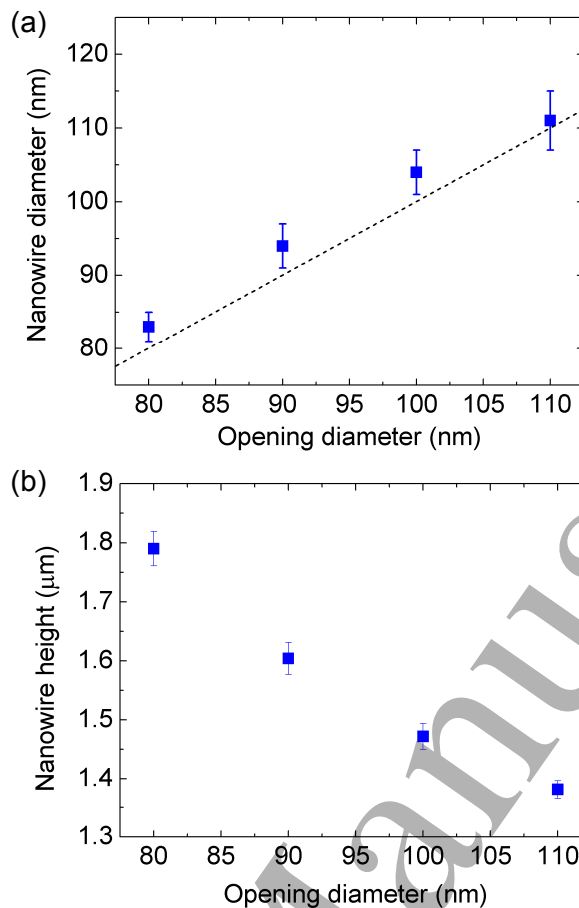 (a)
120
110
100
90
80
Nanowire diameter (nm)
80 85 90 95 100 105 110
Opening diameter (nm)
(b)
1.9
1.8
1.7
1.6
1.5
1.4
1.3
Nanowire height (μm)
80 85 90 95 100 105 110
Opening diameter (nm)
Manus